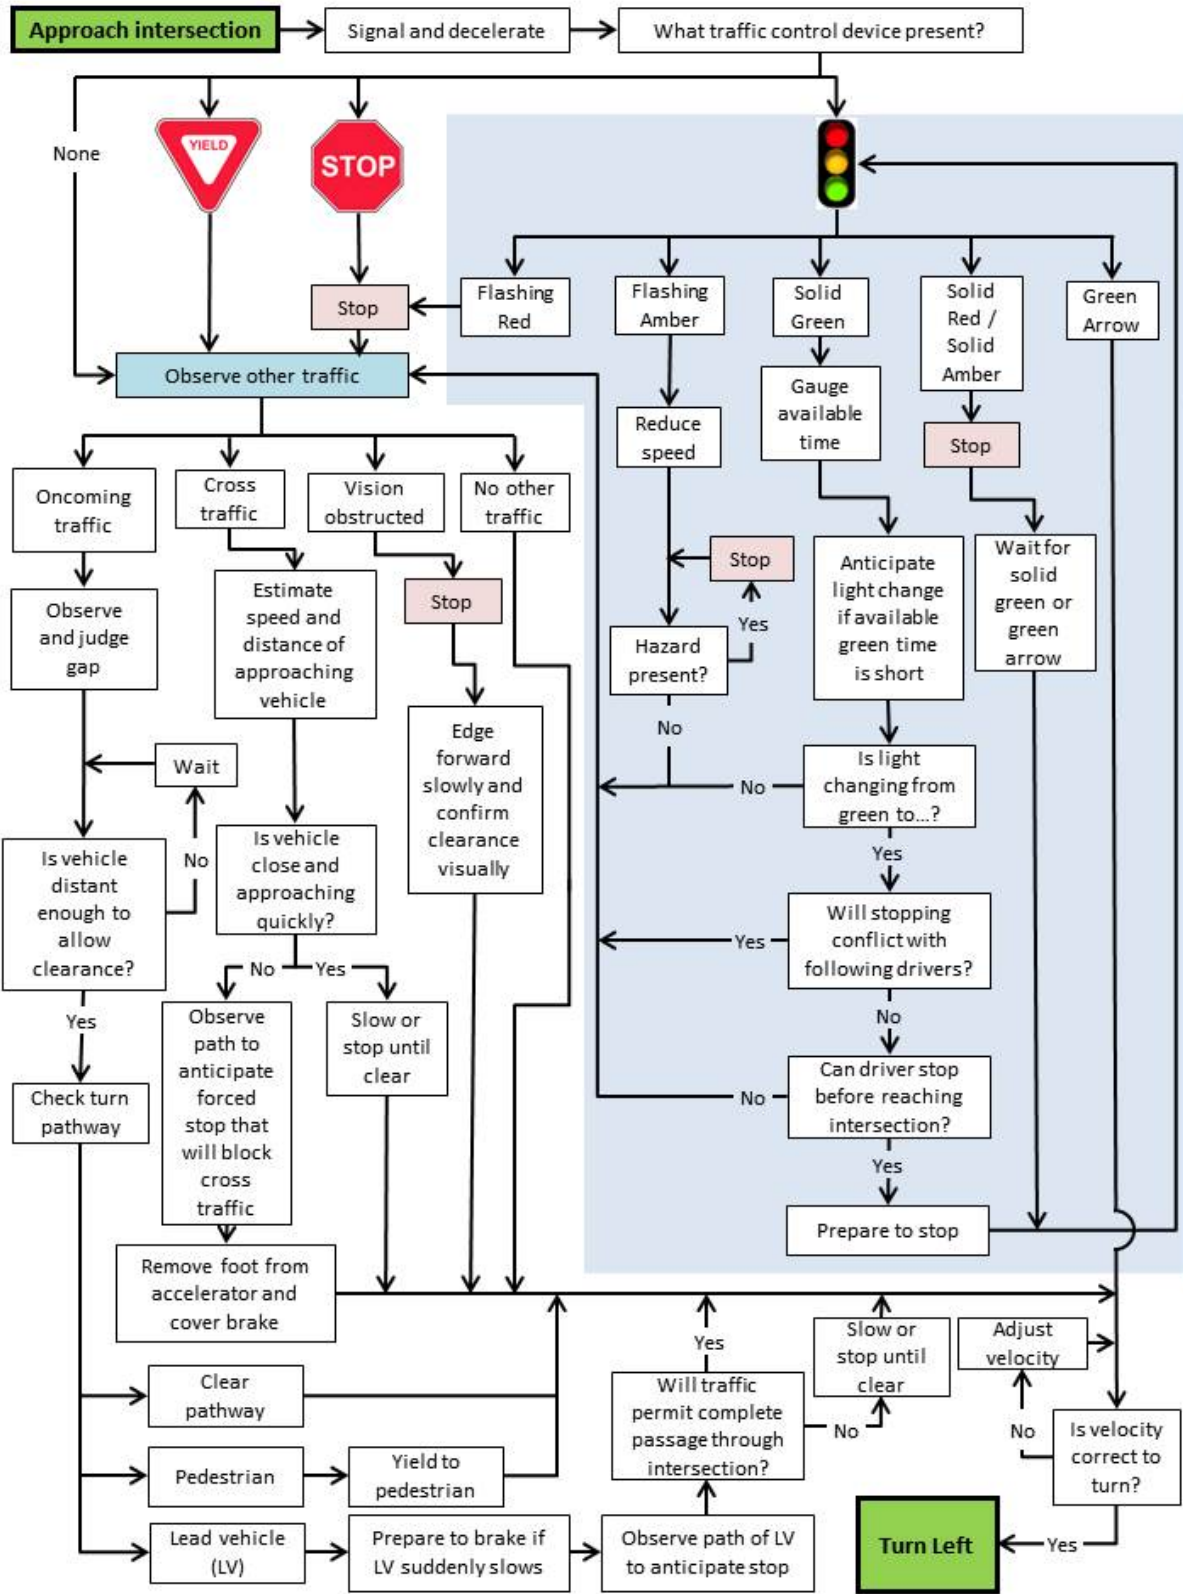 Approach intersection
Signal and decelerate
What traffic control device present?
None
YIELD
STOP
Stop
Flashing
Red
Flashing
Amber
Solid
Green
Solid
Red /
Solid
Amber
Green
Arrow
Observe other traffic
Gauge
available
time
Reduce
speed
Stop
Oncoming
traffic
Cross
traffic
Vision
obstructed
No other
traffic
Observe
and judge
gap
Estimate
speed and
distance of
approaching
vehicle
Stop
Stop
Yes
Hazard
present?
No
Anticipate
light change
if available
green time
is short
Wait for
solid
green or
green
arrow
Edge
forward
slowly and
confirm
clearance
visually
Wait
No
Is light
changing from
green to...?
No
Yes
Is vehicle
distant
enough to
allow
clearance?
Yes
Is vehicle
close and
approaching
quickly?
No
Yes
Will stopping
conflict with
following drivers?
Yes
No
Observe
path to
anticipate
forced
stop that
will block
cross
traffic
Slow or
stop until
clear
Can driver stop
before reaching
intersection?
No
Yes
Check turn
pathway
Prepare to stop
Remove foot from
accelerator and
cover brake
Yes
Slow or
stop until
clear
Adjust
velocity
Clear
pathway
Will traffic
permit complete
passage through
intersection?
No
No
Is velocity
correct to
turn?
Pedestrian
Yield to
pedestrian
Lead vehicle
(LV)
Prepare to brake if
LV suddenly slows
Observe path of LV
to anticipate stop
Turn Left
Yes